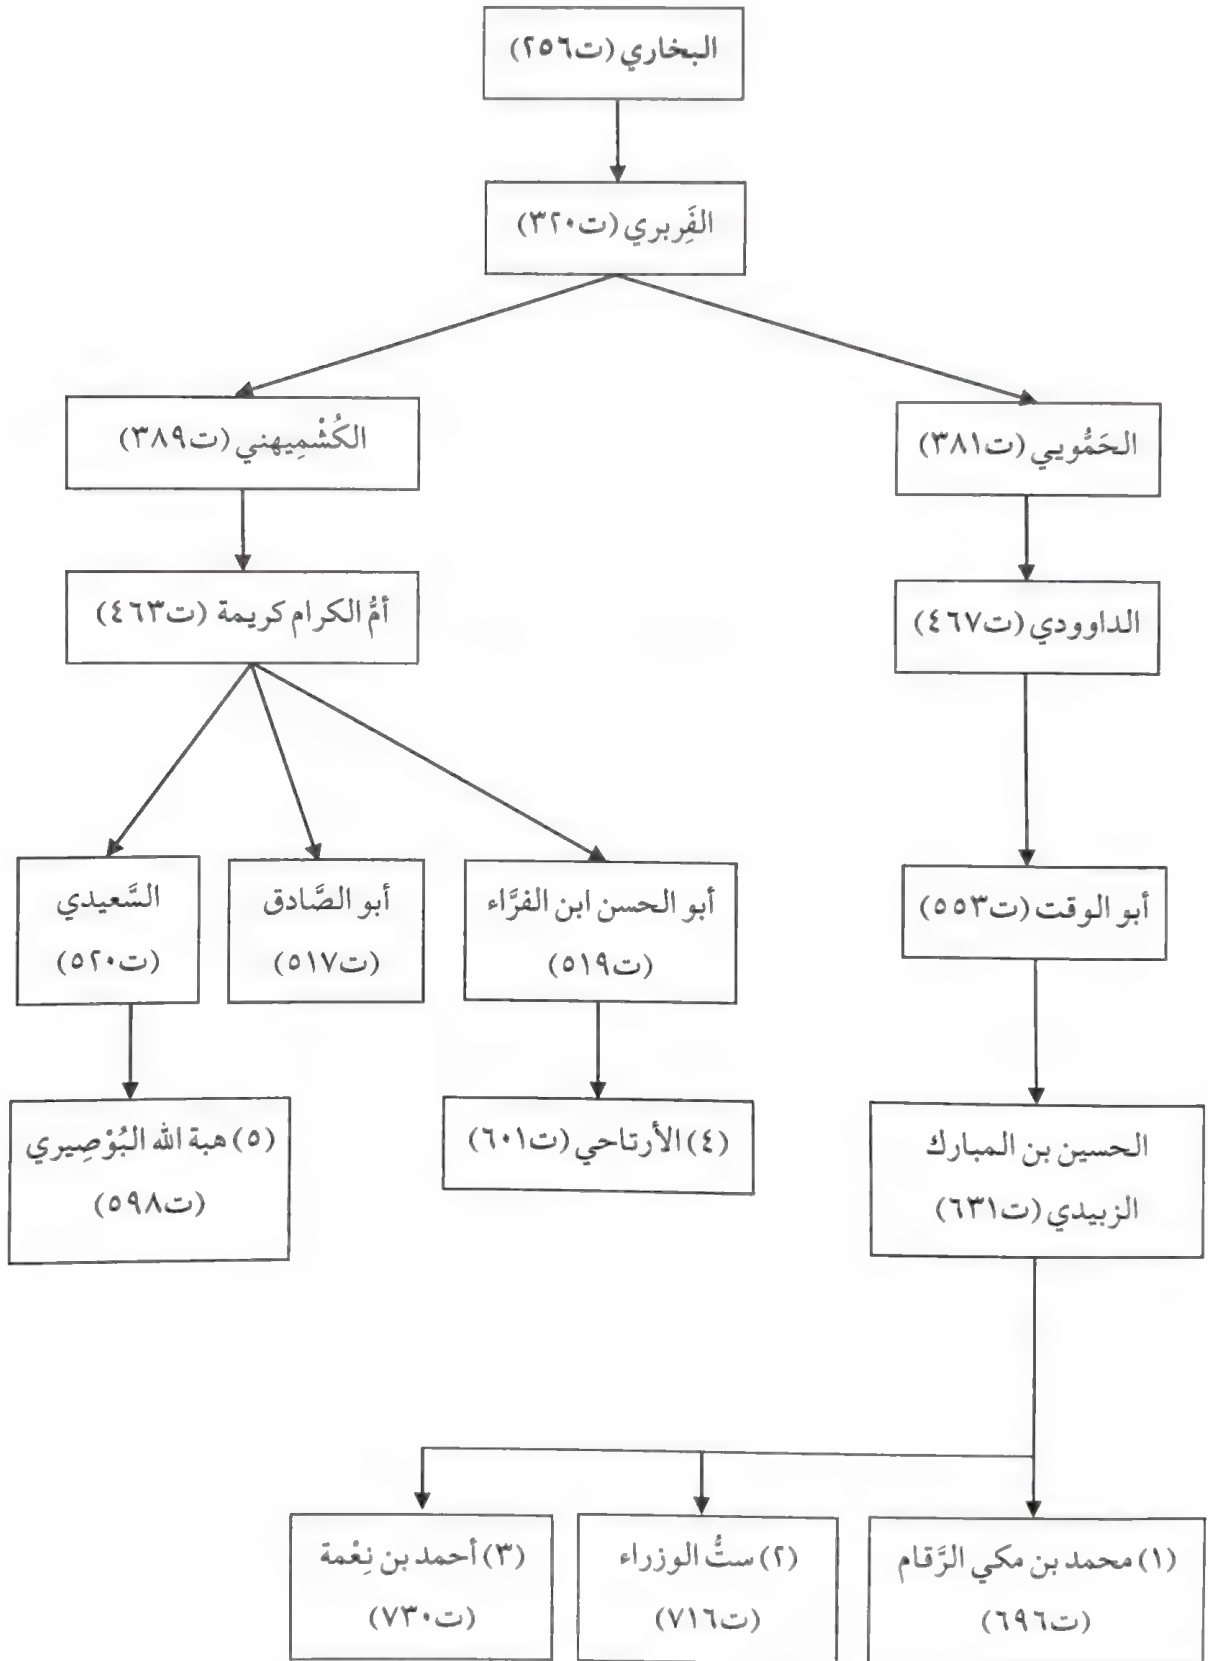 البخاري (ت٢٥٦)
الفَِربري (ت٣٢٠)
الحَمُّويي (ت٣٨١)
الكُشْمِيهني (ت٣٨٩)
الداوودي (ت٤٦٧)
أمُّ الكرام كريمة (ت٤٦٣)
أبو الوقت (ت٥٥٣)
أبو الحسن ابن الفرَّاء
(ت٥١٩)
أبو الصَّادق
(ت٥١٧)
السَّعيدي
(ت٥٢٠)
الحسين بن المبارك
الزبيدي (ت٦٣١)
(٤) الأرتاحي (ت٦٠١)
(٥) هبة الله البُوْصِيري
(ت٥٩٨)
(١) محمد بن مكي الرَّقام
(ت٦٩٦)
(٢) ستُّ الوزراء
(ت٧١٦)
(٣) أحمد بن نِعْمة
(ت٧٣٠)